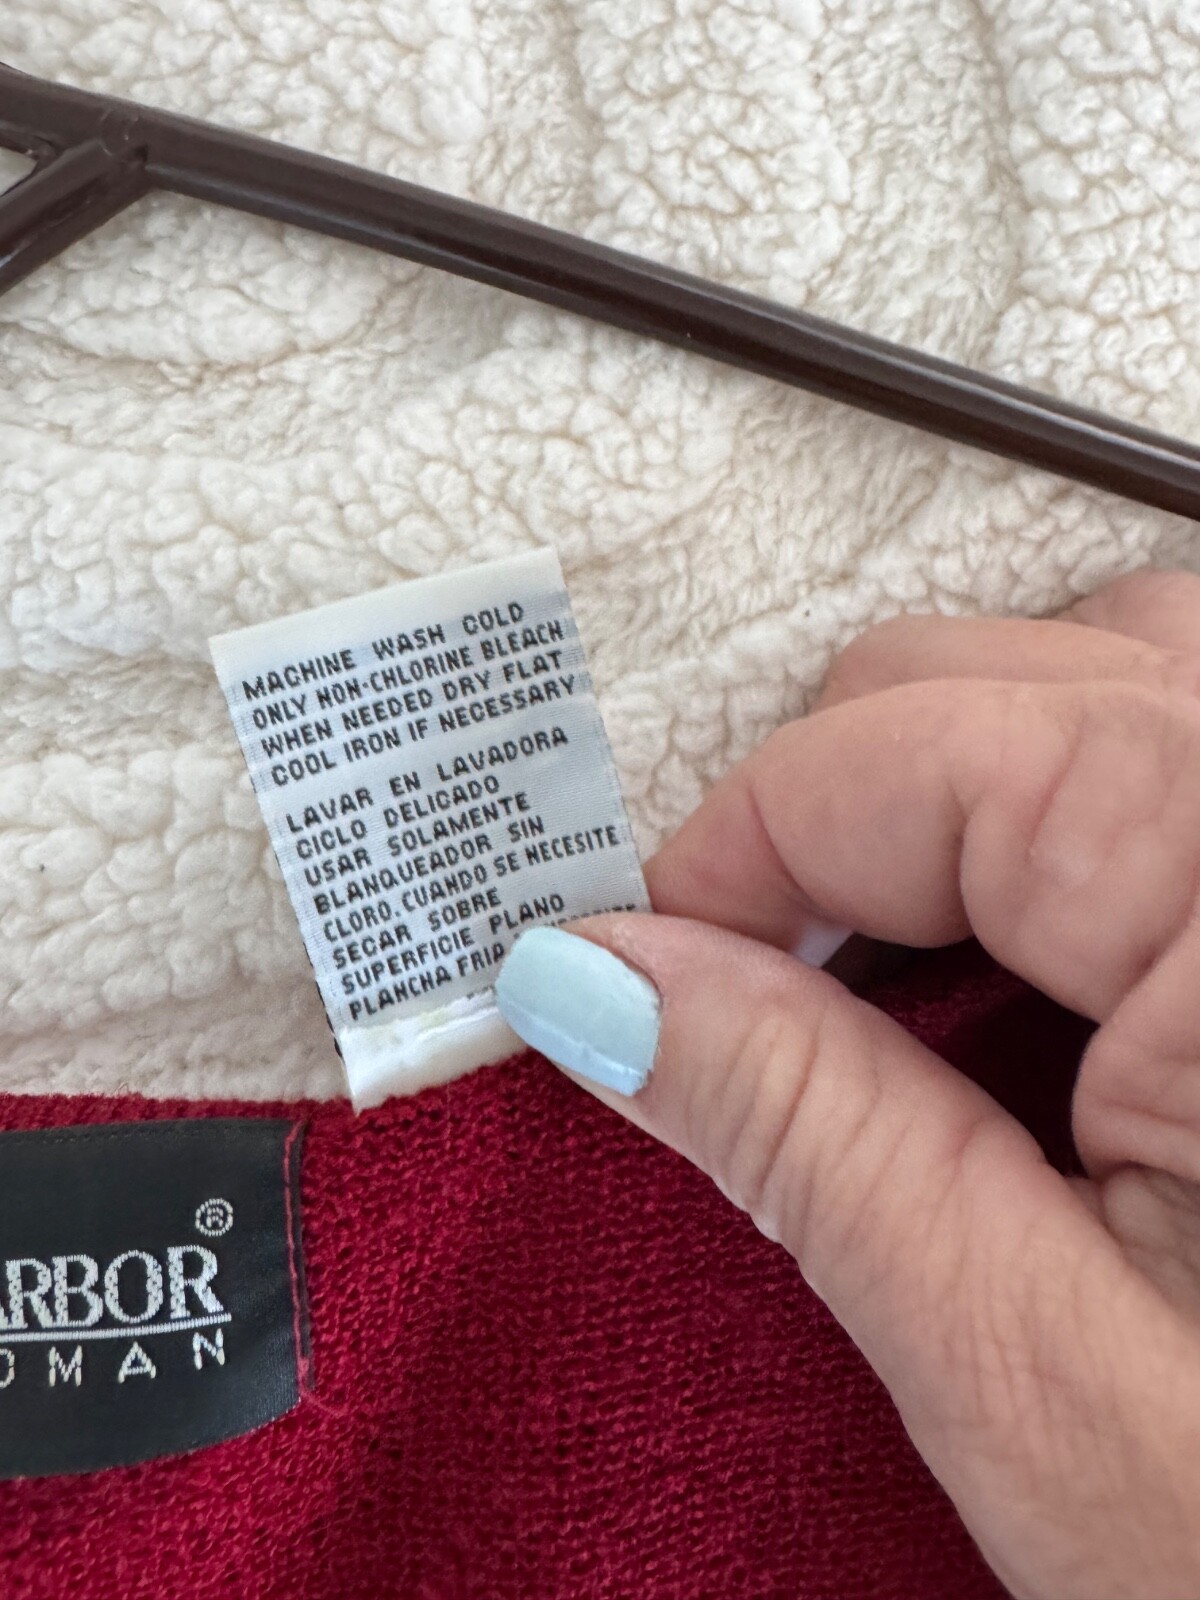 MACHINE WASH COLD
ONLY NON-CHLORINE BLEACH
WHEN NEEDED DRY FLAT
COOL IRON IF NECESSARY
LAVAR EN LAVADORA
CICLO DELICADO
USAR SOLAMENTE
BLANQUEADOR SIN
CLORO. CUANDO SE NECESITE
SECAR SOBRE
SUPERFICIE PLANO
PLANCHA FRIA
ARBOR®
OMAN